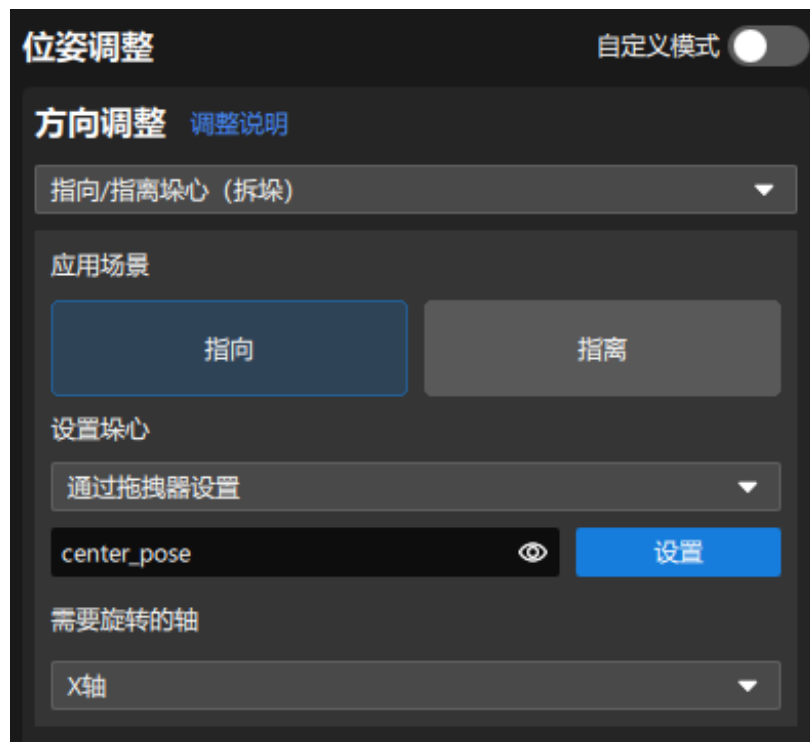 位姿调整 自定义模式
方向调整 调整说明
指向/指离垛心（拆垛）
应用场景
指向 指离
设置垛心
通过拖拽器设置
center_pose 设置
需要旋转的轴
X轴